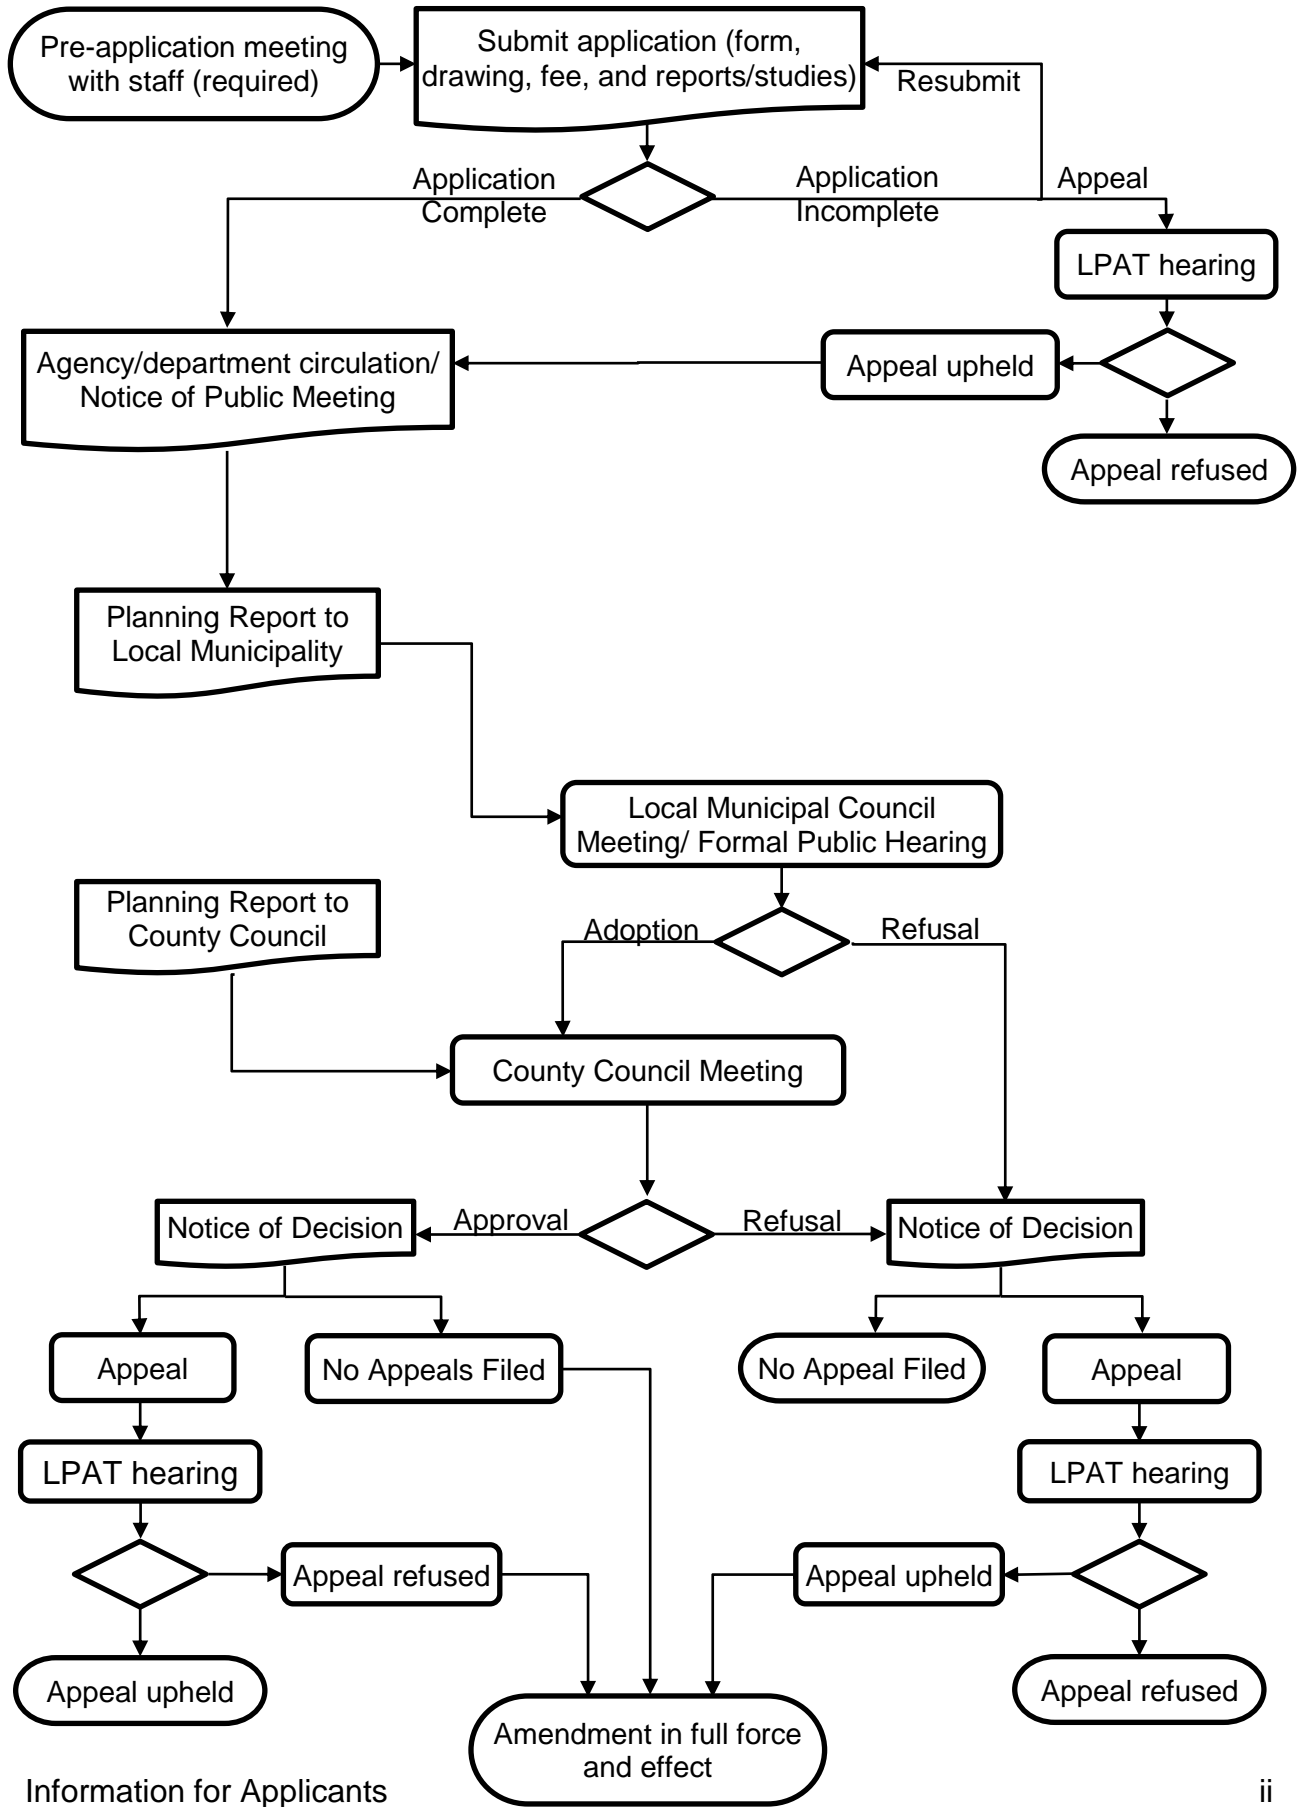 Pre-application meeting
with staff (required)
Submit application (form,
drawing, fee, and reports/studies)
Resubmit
Application
Complete
Application
Incomplete
Appeal
LPAT hearing
Agency/department circulation/
Notice of Public Meeting
Appeal upheld
Appeal refused
Planning Report to
Local Municipality
Local Municipal Council
Meeting/ Formal Public Hearing
Planning Report to
County Council
Adoption
Refusal
County Council Meeting
Notice of Decision
Approval
Refusal
Notice of Decision
Appeal
No Appeals Filed
No Appeal Filed
Appeal
LPAT hearing
LPAT hearing
Appeal refused
Appeal upheld
Appeal upheld
Appeal refused
Amendment in full force
and effect
Information for Applicants
ii